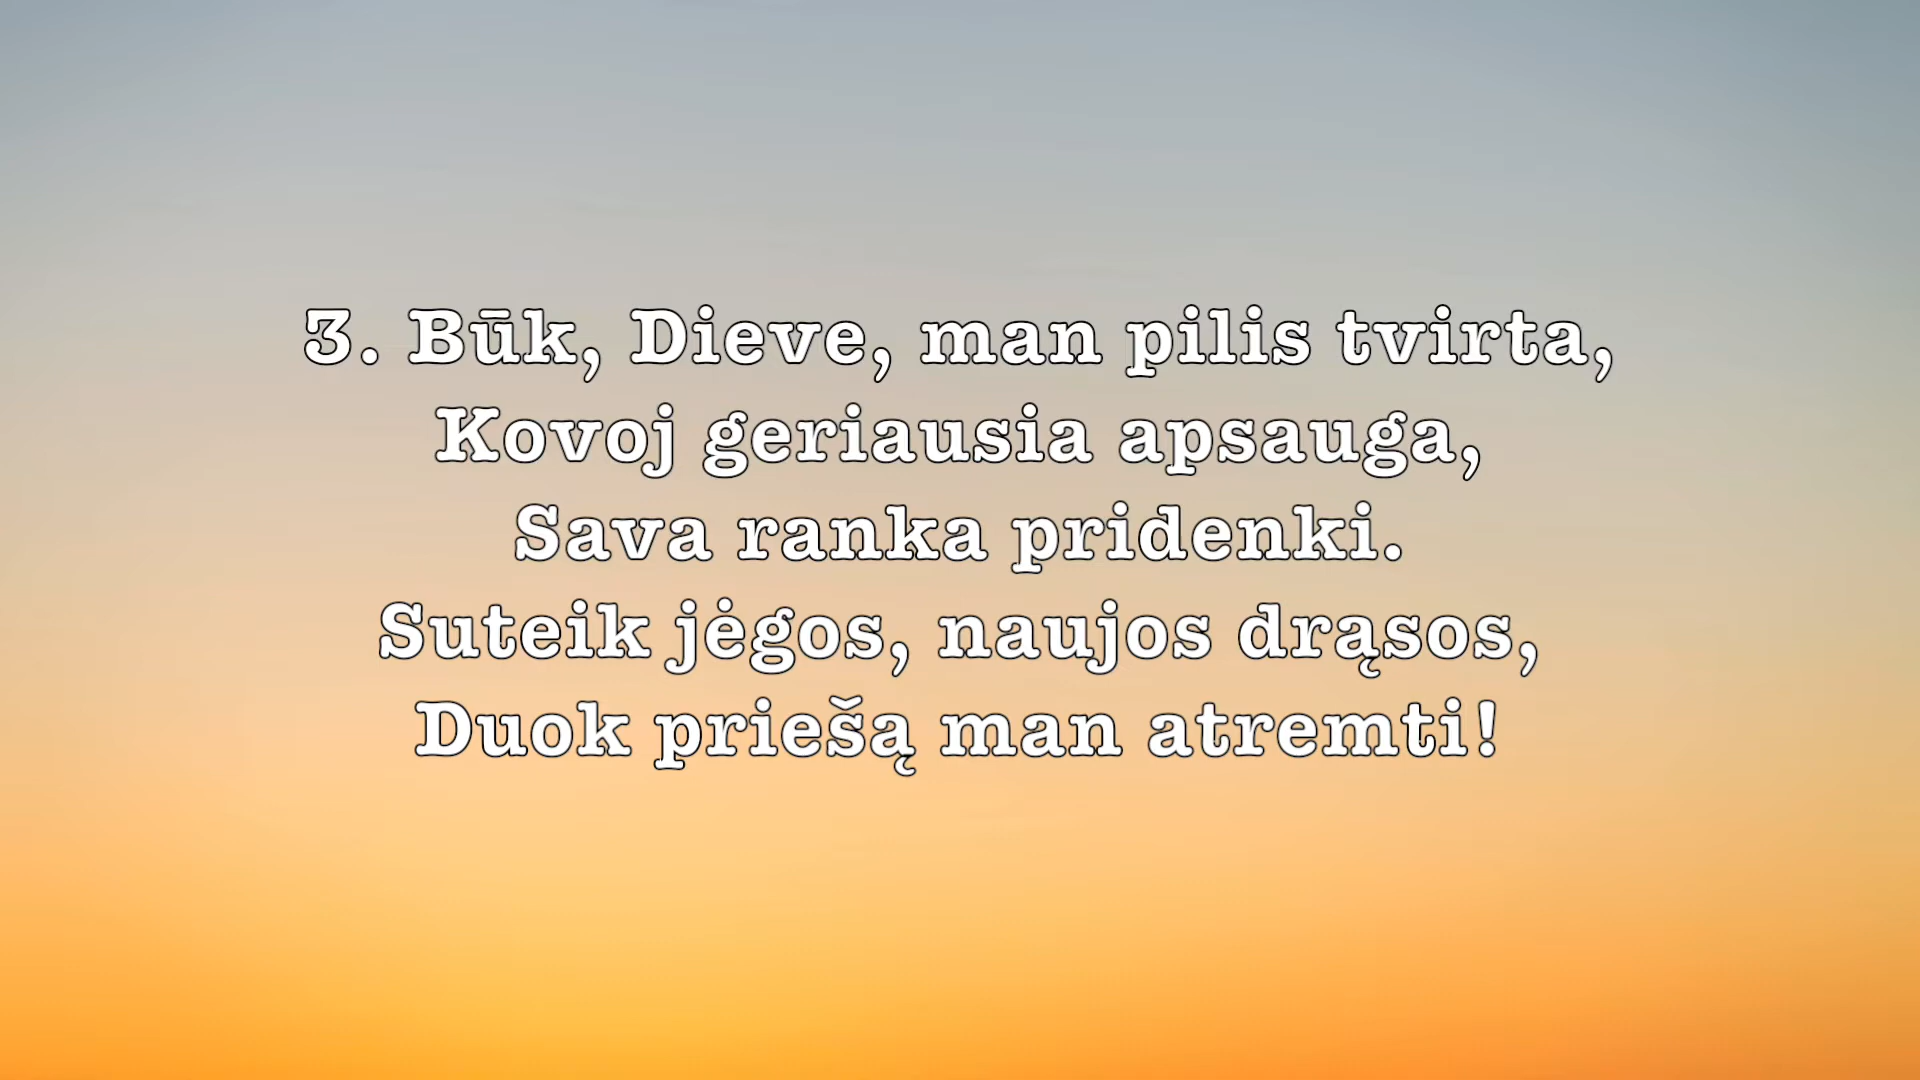 3. Būk, Dieve, man pilis tvirta,
Kovoj geriausia apsauga,
Sava ranka pridenki.
Suteik jėgos, naujos drąsos,
Duok priešą man atremti!